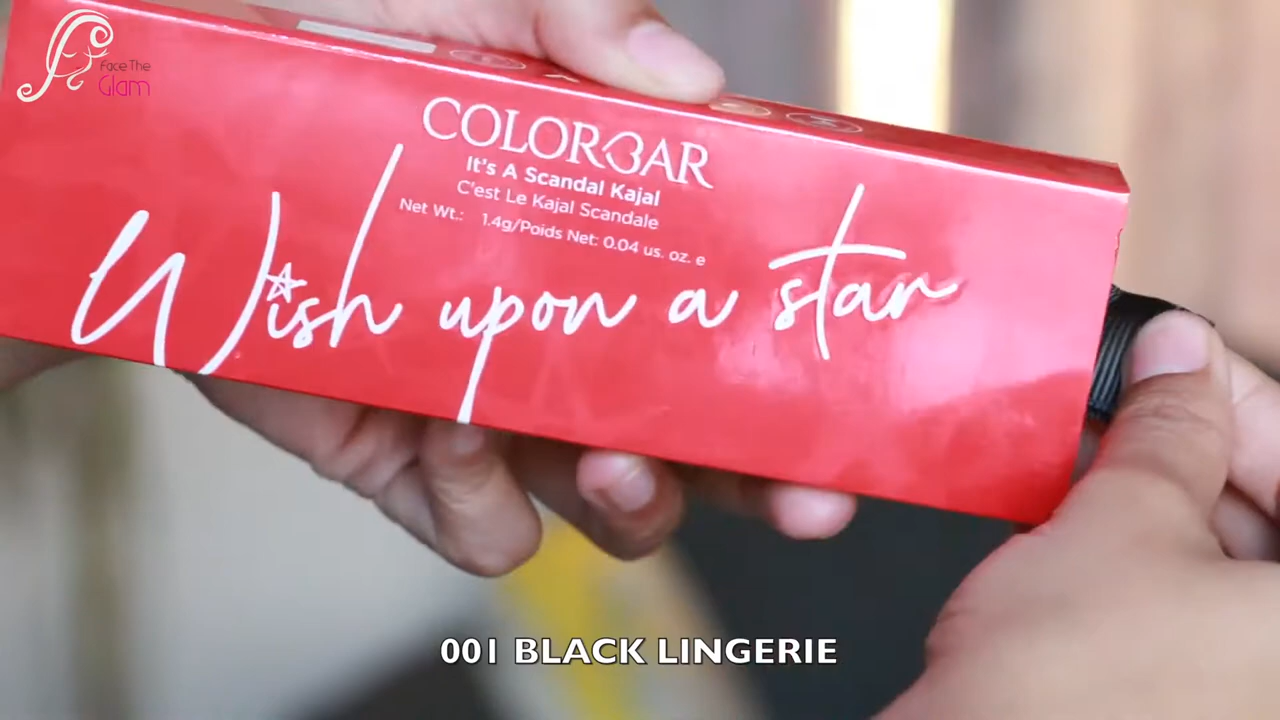 Face The
Glam
COLORBAR
It's A Scandal Kajal
C'est Le Kajal Scandale
Net Wt.: 1.4g/Poids Net: 0.04 us. oz. e
Wish upon a star
001 BLACK LINGERIE